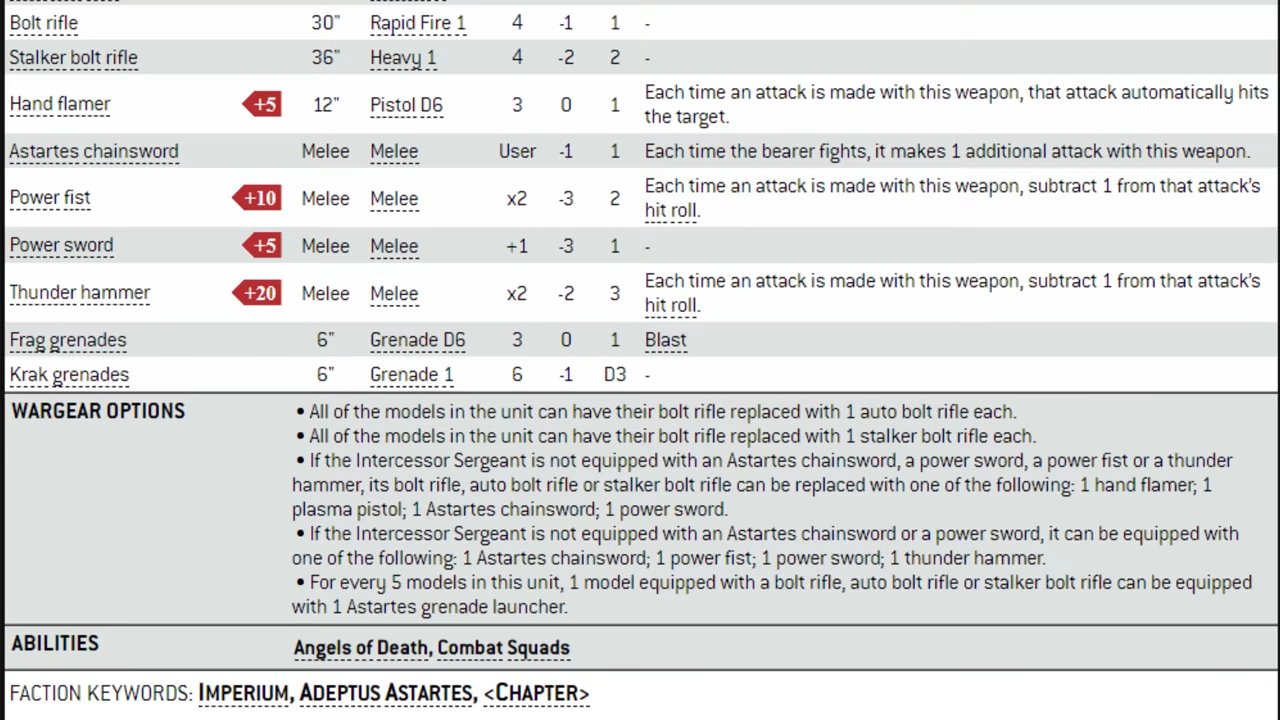 Bolt rifle 30" Rapid Fire 1 4 -1 1 -
Stalker bolt rifle 36" Heavy 1 4 -2 2 -
Hand flamer +5 12" Pistol D6 3 0 1 Each time an attack is made with this weapon, that attack automatically hits
the target.
Astartes chainsword Melee Melee User -1 1 Each time the bearer fights, it makes 1 additional attack with this weapon.
Power fist +10 Melee Melee x2 -3 2 Each time an attack is made with this weapon, subtract 1 from that attack's
hit roll.
Power sword +5 Melee Melee +1 -3 1 -
Thunder hammer +20 Melee Melee x2 -2 3 Each time an attack is made with this weapon, subtract 1 from that attack's
hit roll.
Frag grenades 6" Grenade D6 3 0 1 Blast
Krak grenades 6" Grenade 1 6 -1 D3 -
WARGEAR OPTIONS • All of the models in the unit can have their bolt rifle replaced with 1 auto bolt rifle each.
• All of the models in the unit can have their bolt rifle replaced with 1 stalker bolt rifle each.
• If the Intercessor Sergeant is not equipped with an Astartes chainsword, a power sword, a power fist or a thunder
hammer, its bolt rifle, auto bolt rifle or stalker bolt rifle can be replaced with one of the following: 1 hand flamer; 1
plasma pistol; 1 Astartes chainsword; 1 power sword.
• If the Intercessor Sergeant is not equipped with an Astartes chainsword or a power sword, it can be equipped with
one of the following: 1 Astartes chainsword; 1 power fist; 1 power sword; 1 thunder hammer.
• For every 5 models in this unit, 1 model equipped with a bolt rifle, auto bolt rifle or stalker bolt rifle can be equipped
with 1 Astartes grenade launcher.
ABILITIES Angels of Death, Combat Squads
FACTION KEYWORDS: IMPERIUM, ADEPTUS ASTARTES, <CHAPTER>